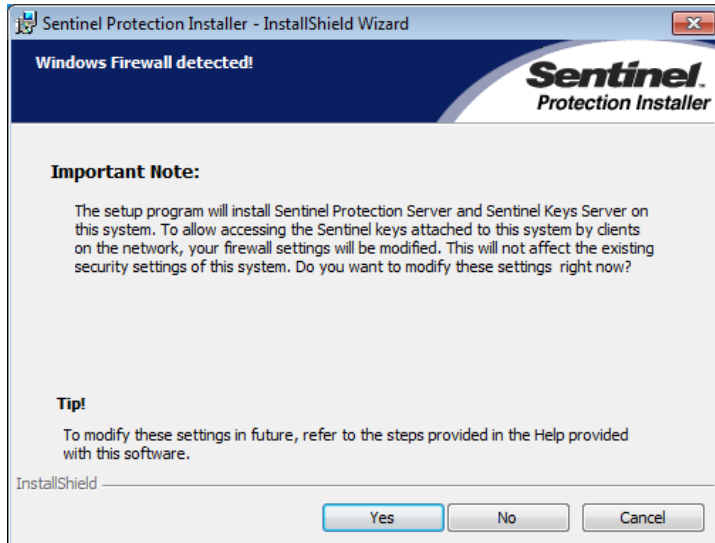 Sentinel Protection Installer - InstallShield Wizard
Windows Firewall detected!
Sentinel.
Protection Installer
Important Note:
The setup program will install Sentinel Protection Server and Sentinel Keys Server on
this system. To allow accessing the Sentinel keys attached to this system by clients
on the network, your firewall settings will be modified. This will not affect the existing
security settings of this system. Do you want to modify these settings right now?
Tip!
To modify these settings in future, refer to the steps provided in the Help provided
with this software.
InstallShield
Yes
No
Cancel